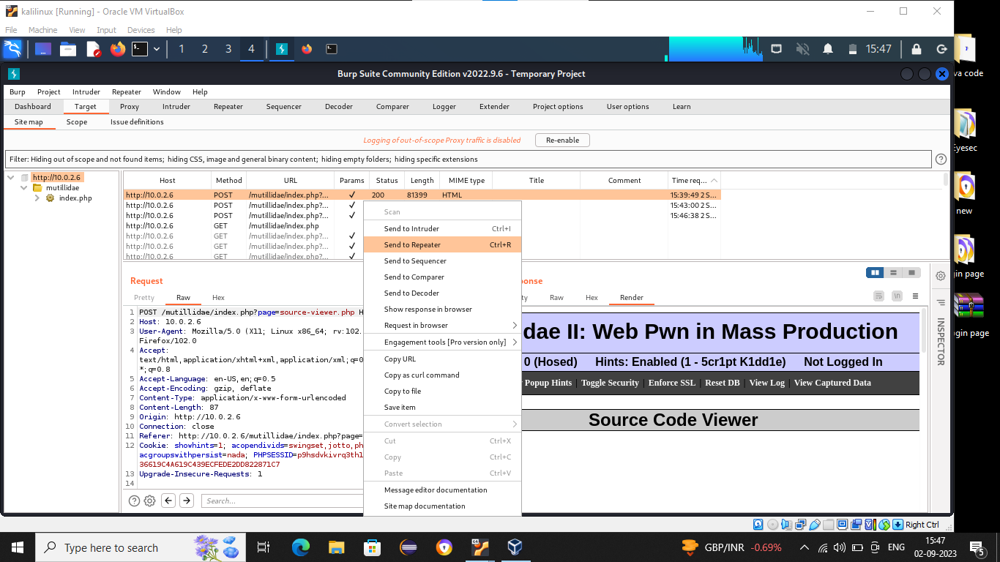 kalilinux [Running] - Oracle VM VirtualBox
File Machine View Input Devices Help
1 2 3 4 15:47
Burp Suite Community Edition v2022.9.6 - Temporary Project
Burp Project Intruder Repeater Window Help
Dashboard Target Proxy Intruder Repeater Sequencer Decoder Comparer Logger Extender Project options User options Learn
Site map Scope Issue definitions
Logging of out-of-scope Proxy traffic is disabled Re-enable
Filter: Hiding out of scope and not found items; hiding CSS, image and general binary content; hiding empty folders; hiding specific extensions
http://10.0.2.6
mutillidae
index.php
Host Method URL Params Status Length MIME type Title Comment Time req...
http://10.0.2.6 POST /mutillidae/index.php?... ✓ 200 81399 HTML 15:39:49 2 S...
http://10.0.2.6 POST /mutillidae/index.php?... ✓ 15:43:00 2 S...
http://10.0.2.6 POST /mutillidae/index.php?... ✓ 15:46:38 2 S...
http://10.0.2.6 GET /mutillidae/index.php
http://10.0.2.6 GET /mutillidae/index.php?... ✓
http://10.0.2.6 GET /mutillidae/index.php?... ✓
http://10.0.2.6 GET /mutillidae/index.php?... ✓
Scan
Send to Intruder Ctrl+I
Send to Repeater Ctrl+R
Send to Sequencer
Send to Comparer
Send to Decoder
Show response in browser
Request in browser
Engagement tools [Pro version only]
Copy URL
Copy as curl command
Copy to file
Save item
Convert selection
Cut Ctrl+X
Copy Ctrl+C
Paste Ctrl+V
Message editor documentation
Site map documentation
Request
Pretty Raw Hex
1 POST /mutillidae/index.php?page=source-viewer.php H
2 Host: 10.0.2.6
3 User-Agent: Mozilla/5.0 (X11; Linux x86_64; rv:102.
Firefox/102.0
4 Accept:
text/html,application/xhtml+xml,application/xml;q=0
*;q=0.8
5 Accept-Language: en-US,en;q=0.5
6 Accept-Encoding: gzip, deflate
7 Content-Type: application/x-www-form-urlencoded
8 Content-Length: 87
9 Origin: http://10.0.2.6
10 Connection: close
11 Referer: http://10.0.2.6/mutillidae/index.php?page=
12 Cookie: showhints=1; acopendivids=swingset,jotto,ph
acgroupswithpersist=nada; PHPSESSID=p9hsdvkivrq3th1
36619C4A619C439ECFEDE2DD822871C7
13 Upgrade-Insecure-Requests: 1
14
Search...
onse
ty Raw Hex Render
\n
dae II: Web Pwn in Mass Production
0 (Hosed) Hints: Enabled (1 - 5cr1pt K1dd1e) Not Logged In
Popup Hints | Toggle Security | Enforce SSL | Reset DB | View Log | View Captured Data
Source Code Viewer
INSPECTOR
va code
Eyesec
new
gin page
ogin page
Right Ctrl
Type here to search
GBP/INR -0.69%
ENG
15:47
02-09-2023
5